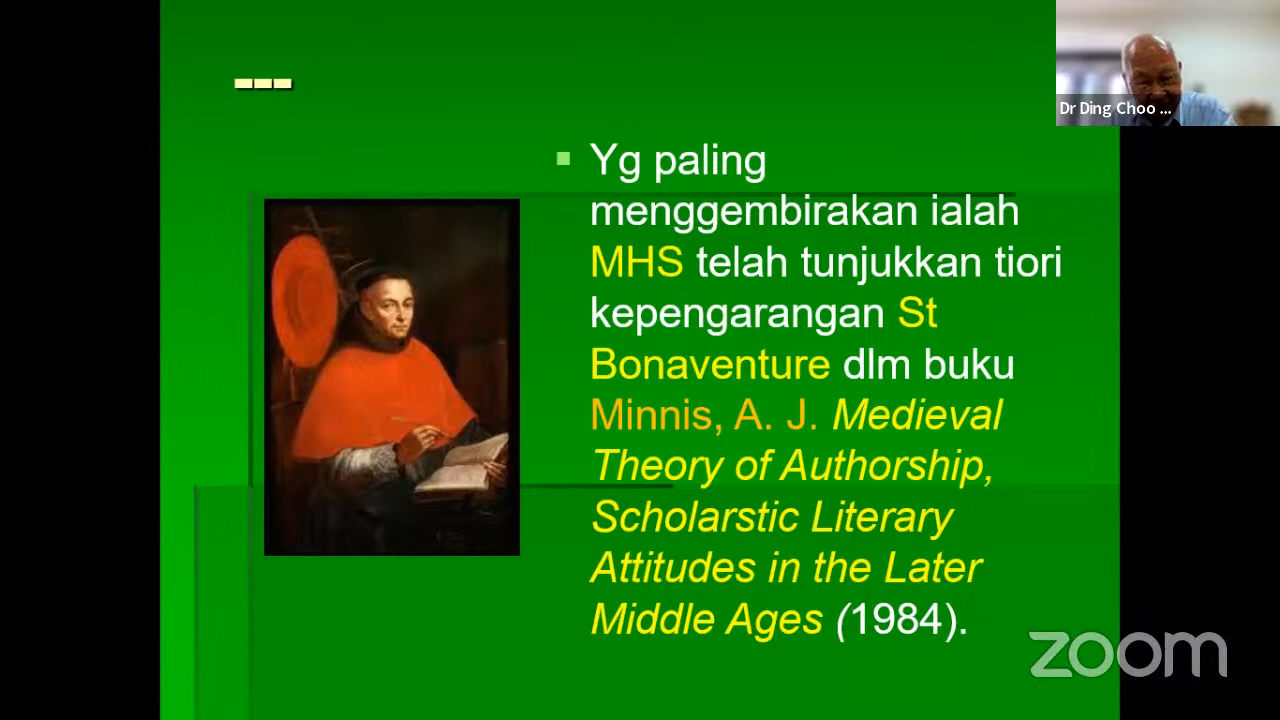 ---
Dr Ding Choo ...
Yg paling
menggembirakan ialah
MHS telah tunjukkan tiori
kepengarangan St
Bonaventure dlm buku
Minnis, A. J. Medieval
Theory of Authorship,
Scholarstic Literary
Attitudes in the Later
Middle Ages (1984).
zoom